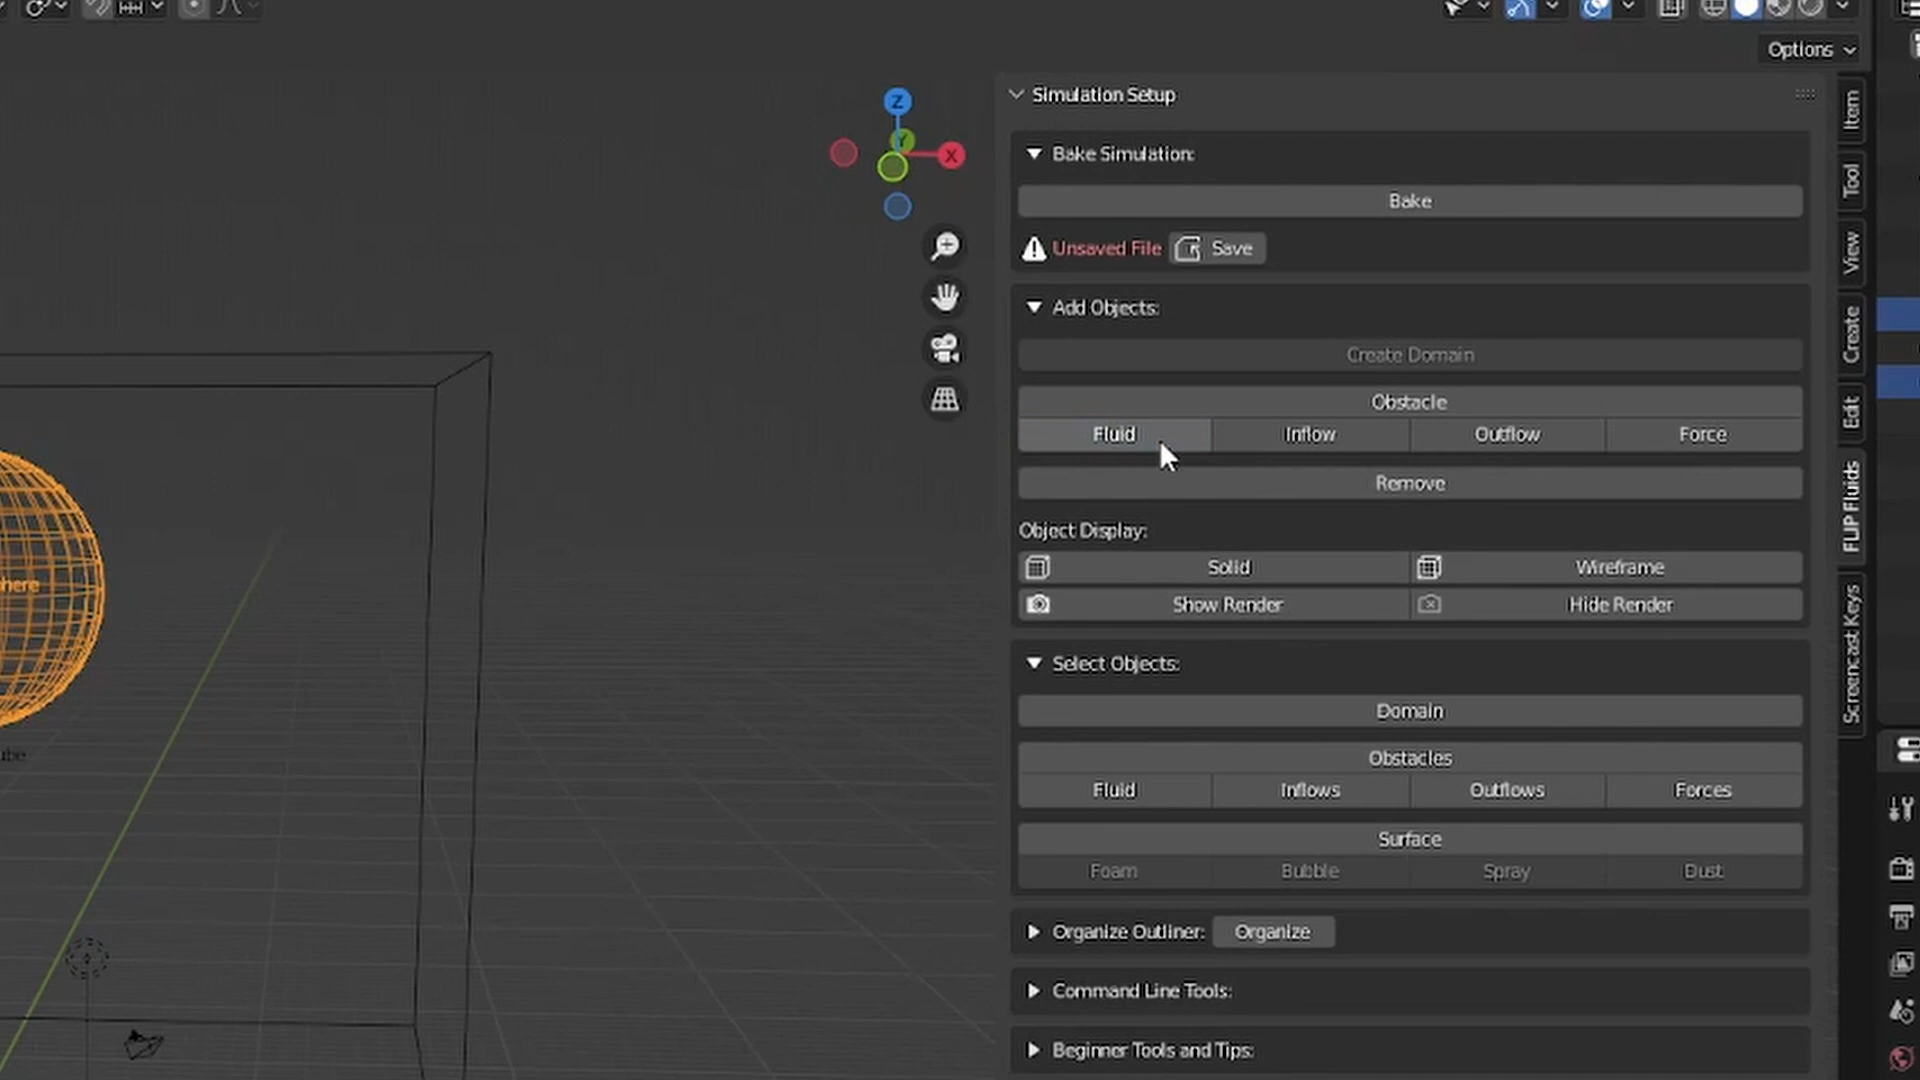 Options
Simulation Setup
Bake Simulation:
Bake
Unsaved File Save
Add Objects:
Create Domain
Obstacle
Fluid Inflow Outflow Force
Remove
Object Display:
Solid Wireframe
Show Render Hide Render
Select Objects:
Domain
Obstacles
Fluid Inflows Outflows Forces
Surface
Foam Bubble Spray Dust
Organize Outliner: Organize
Command Line Tools:
Beginner Tools and Tips:
Item
Tool
View
Create
Edit
FLIP Fluids
Screencast Keys
Z
Y
X
here
ube